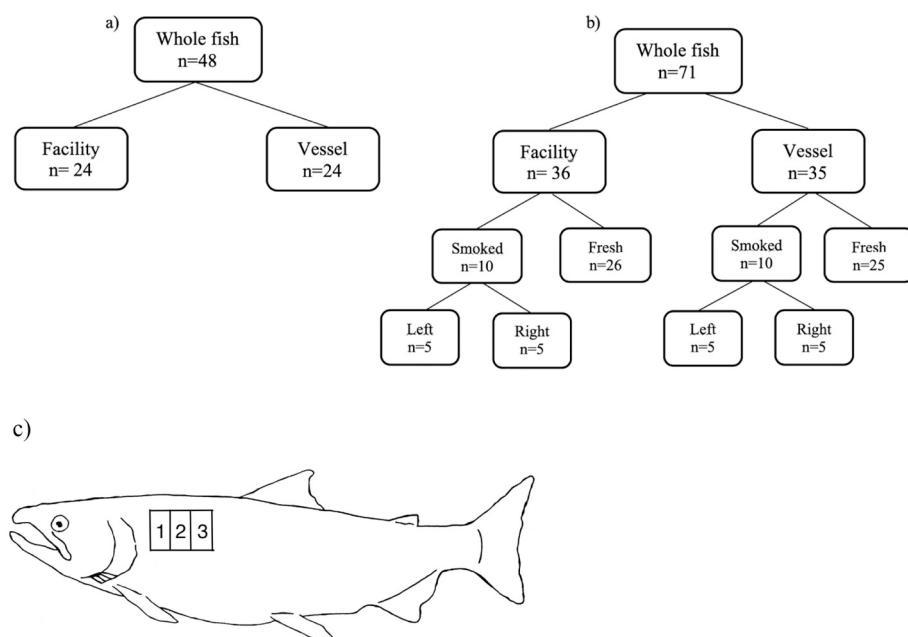 a)
Whole fish
n=48
Facility
n= 24
Vessel
n=24
b)
Whole fish
n=71
Facility
n= 36
Vessel
n=35
Smoked
n=10
Fresh
n=26
Smoked
n=10
Fresh
n=25
Left
n=5
Right
n=5
Left
n=5
Right
n=5
c)
1 2 3